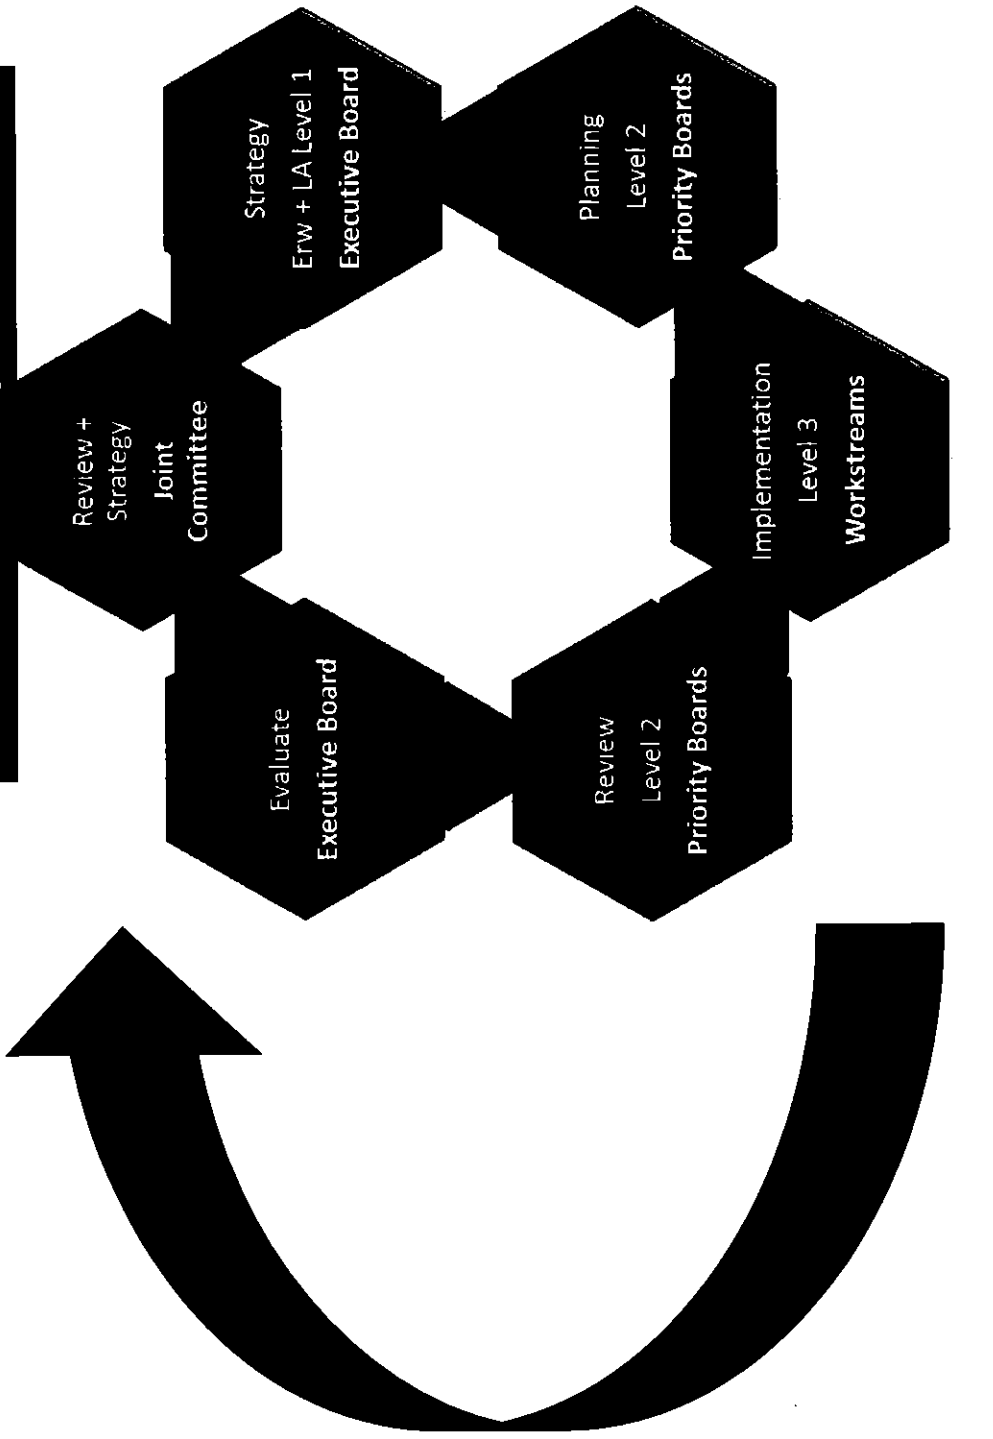 Review +
Strategy
Joint
Committee
Strategy
Erw + LA Level 1
Executive Board
Planning
Level 2
Priority Boards
Implementation
Level 3
Workstreams
Review
Level 2
Priority Boards
Evaluate
Executive Board